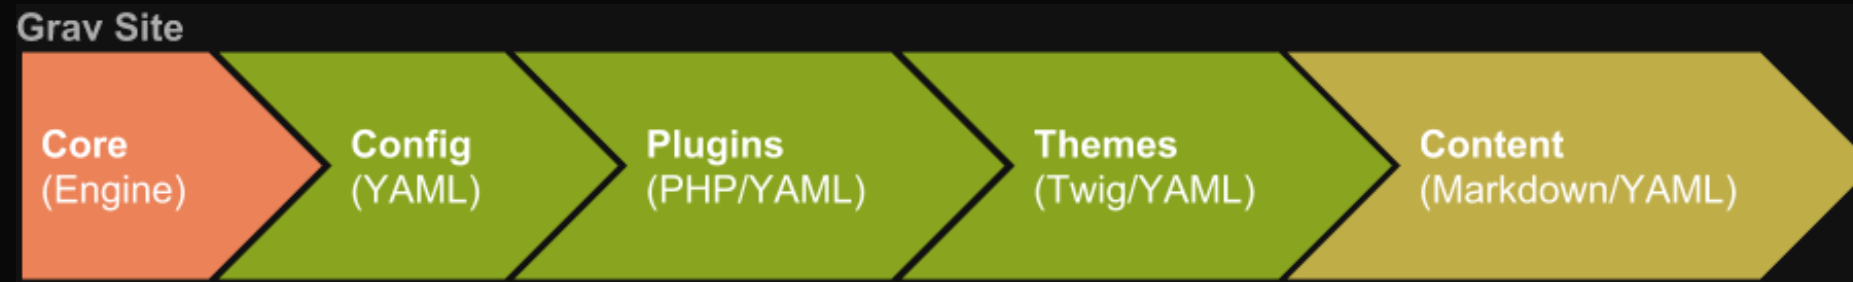 Grav Site
Core
(Engine)
Config
(YAML)
Plugins
(PHP/YAML)
Themes
(Twig/YAML)
Content
(Markdown/YAML)